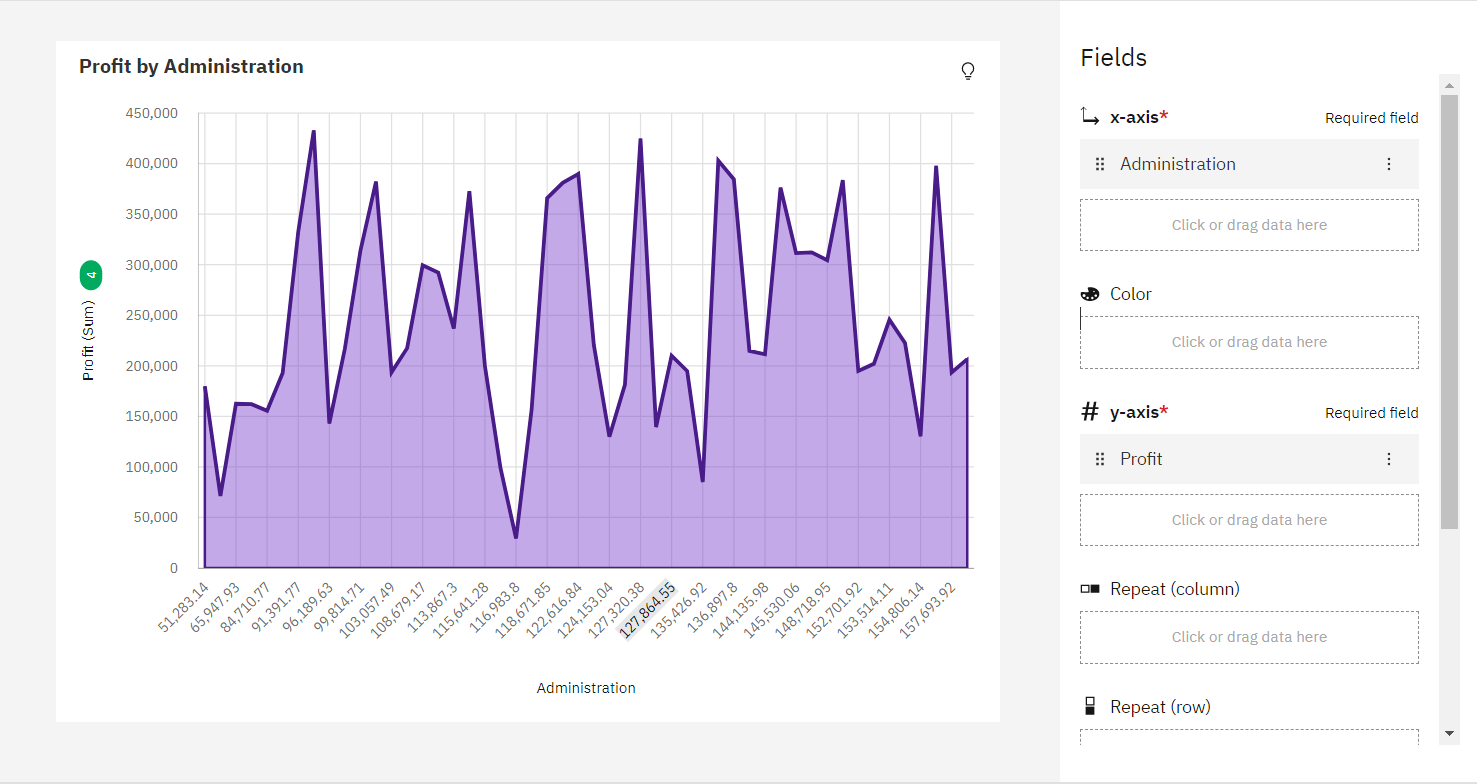 Profit by Administration
450,000
400,000
350,000
300,000
250,000
200,000
150,000
100,000
50,000
0
Profit (Sum) 4
51,283.14
65,947.93
84,710.77
91,391.77
96,189.63
99,814.71
103,057.49
108,679.17
113,867.3
115,641.28
116,983.8
118,671.85
122,616.84
124,153.04
127,320.38
127,864.55
135,426.92
136,897.8
144,135.98
145,530.06
148,718.95
152,701.92
153,514.11
154,806.14
157,693.92
Administration
Fields
x-axis* Required field
Administration
Click or drag data here
Color
Click or drag data here
# y-axis* Required field
Profit
Click or drag data here
Repeat (column)
Click or drag data here
Repeat (row)